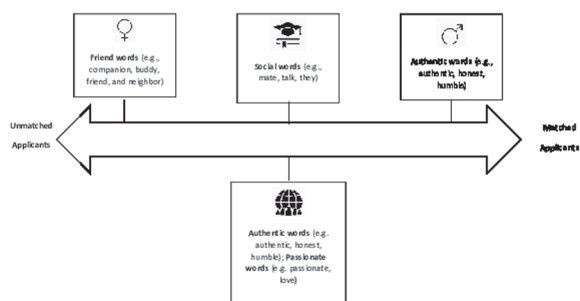 Friend words (e.g.,
companion, buddy,
friend, and neighbor)
Social words (e.g.,
mate, talk, they)
Authentic words (e.g.,
authentic, honest,
humble)
Unmatched
Applicants
Matched
Applicants
Authentic words (e.g.
authentic, honest,
humble); Passionate
words (e.g. passionate,
love)